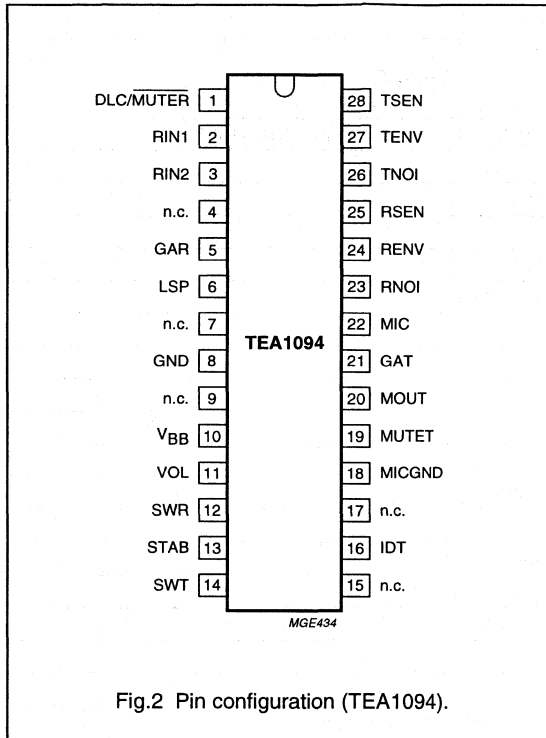 DLC/MUTER 1 28 TSEN
RIN1 2 27 TENV
RIN2 3 26 TNOI
n.c. 4 25 RSEN
GAR 5 24 RENV
LSP 6 23 RNOI
n.c. 7 22 MIC
TEA1094
GND 8 21 GAT
n.c. 9 20 MOUT
VBB 10 19 MUTET
VOL 11 18 MICGND
SWR 12 17 n.c.
STAB 13 16 IDT
SWT 14 15 n.c.
MGE434
Fig.2 Pin configuration (TEA1094).